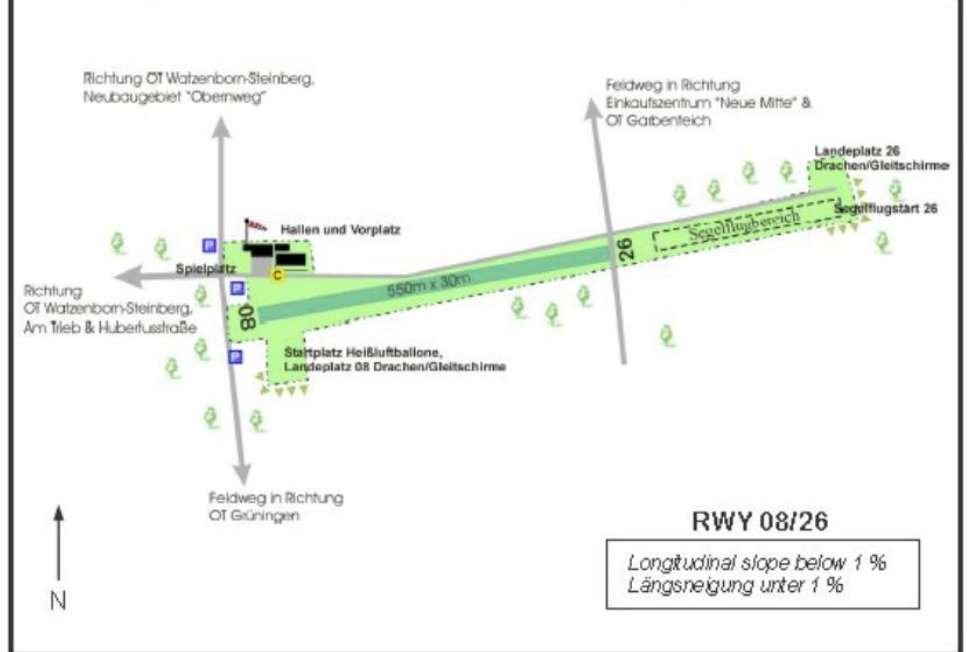 Richtung OT Watzenborn-Steinberg,
Neubaugebiet "Obernweg"
Feldweg in Richtung
Einkaufszentrum "Neue Mitte" &
OT Garbenteich
Landeplatz 26
Drachen/Gleitschirme
Segelflugstart 26
Segelflugbereich
26
Hallen und Vorplatz
P
Spielplatz
C
P
550m x 30m
08
Richtung
OT Watzenborn-Steinberg,
Am Trieb & Hubertusstraße
P
Startplatz Heißluftballone,
Landeplatz 08 Drachen/Gleitschirme
Feldweg in Richtung
OT Grüningen
N
RWY 08/26
Longitudinal slope below 1 %
Längsneigung unter 1 %